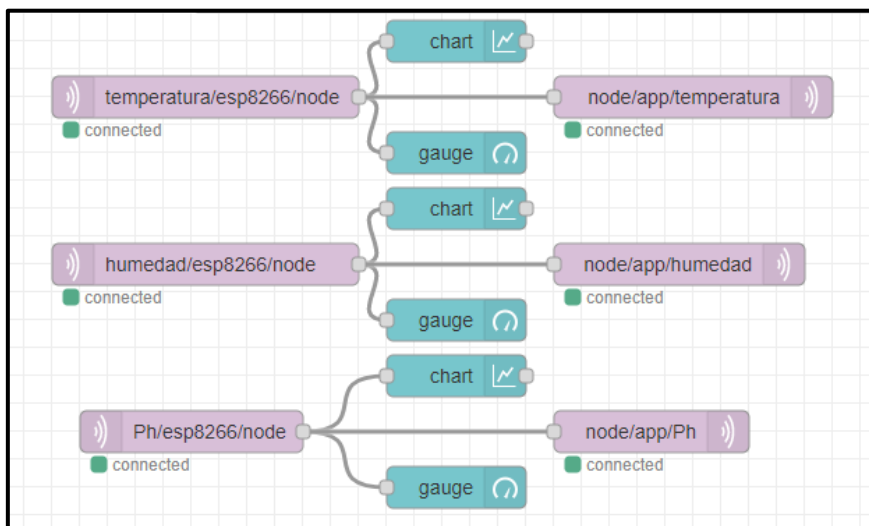 chart
temperatura/esp8266/node
node/app/temperatura
connected
connected
gauge
chart
humedad/esp8266/node
node/app/humedad
connected
connected
gauge
chart
Ph/esp8266/node
node/app/Ph
connected
connected
gauge